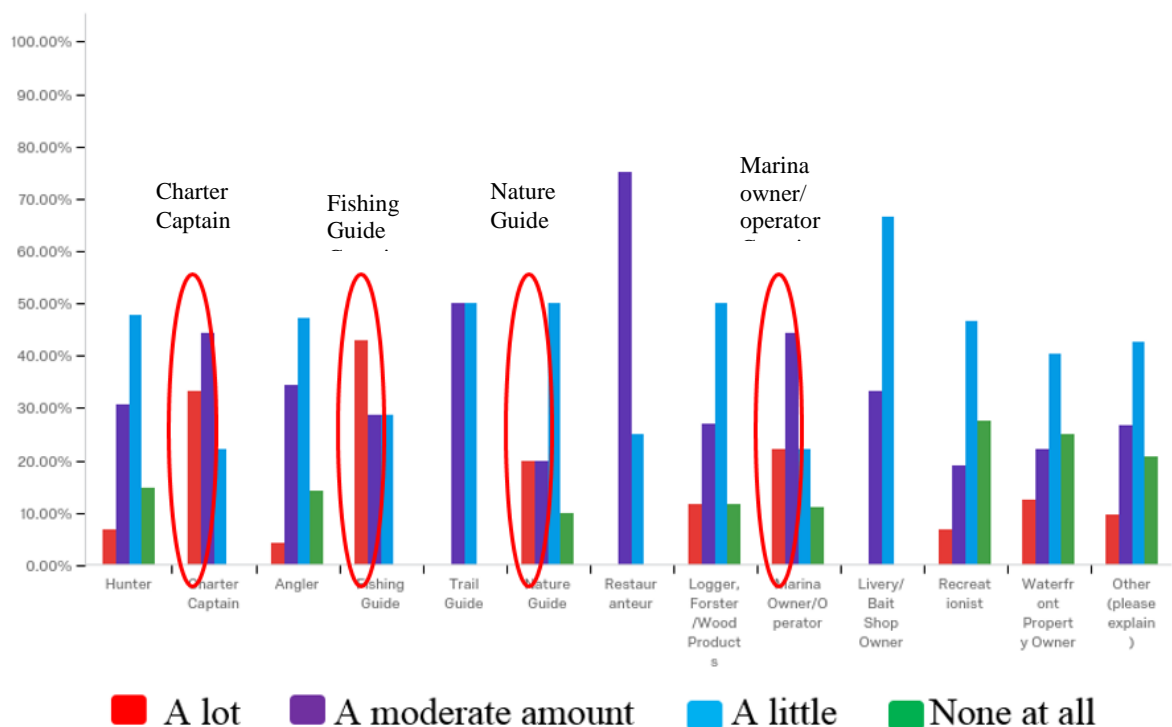 100.00%
90.00%
80.00%
70.00%
60.00%
50.00%
40.00%
30.00%
20.00%
10.00%
0.00%
Charter
Captain
Fishing
Guide
Nature
Guide
Marina
owner/
operator
Hunter
Charter
Captain
Angler
Fishing
Guide
Trail
Guide
Nature
Guide
Restaur
anteur
Logger,
Forster
/Wood
Product
s
Marina
Owner/O
perator
Livery/
Bait
Shop
Owner
Recreat
ionist
Waterfr
ont
Propert
y Owner
Other
(please
explain
)
A lot
A moderate amount
A little
None at all